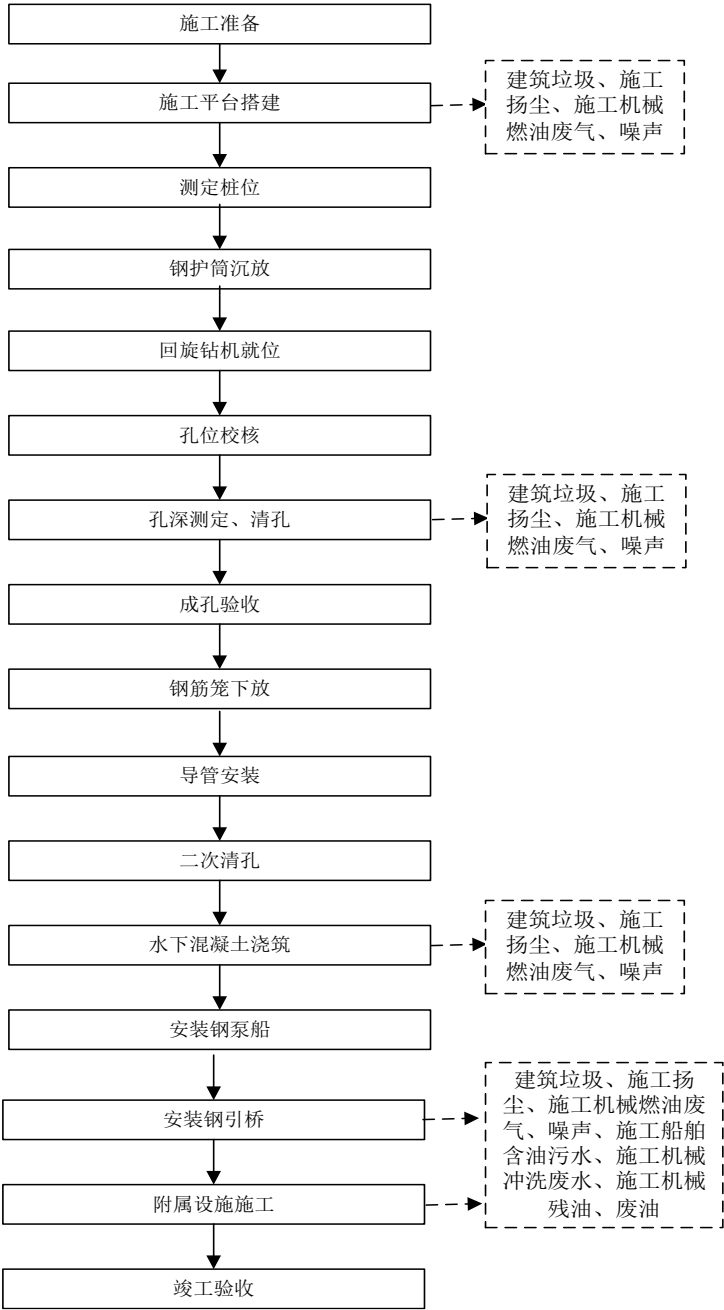 施工准备
施工平台搭建
建筑垃圾、施工
扬尘、施工机械
燃油废气、噪声
测定桩位
钢护筒沉放
回旋钻机就位
孔位校核
孔深测定、清孔
建筑垃圾、施工
扬尘、施工机械
燃油废气、噪声
成孔验收
钢筋笼下放
导管安装
二次清孔
水下混凝土浇筑
建筑垃圾、施工
扬尘、施工机械
燃油废气、噪声
安装钢泵船
安装钢引桥
建筑垃圾、施工扬
尘、施工机械燃油废
气、噪声、施工船舶
含油污水、施工机械
冲洗废水、施工机械
残油、废油
附属设施施工
竣工验收